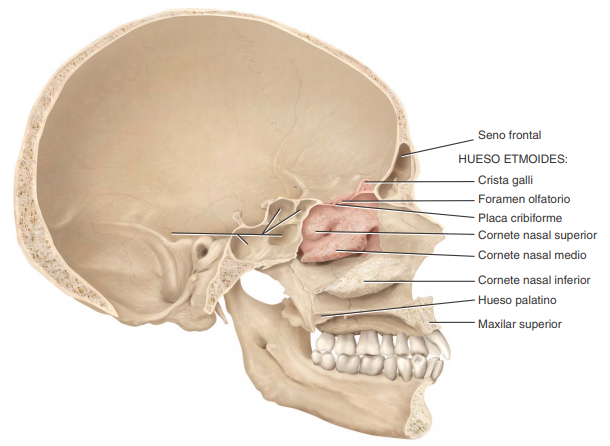 Seno frontal
HUESO ETMOIDES:
Crista galli
Foramen olfatorio
Placa cribiforme
Cornete nasal superior
Cornete nasal medio
Cornete nasal inferior
Hueso palatino
Maxilar superior